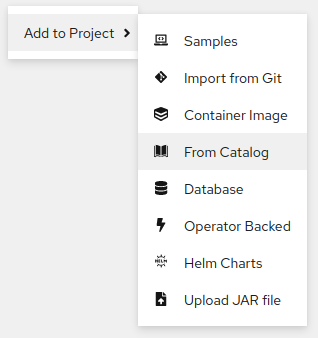 Add to Project
Samples
Import from Git
Container Image
From Catalog
Database
Operator Backed
HELM
Helm Charts
Upload JAR file